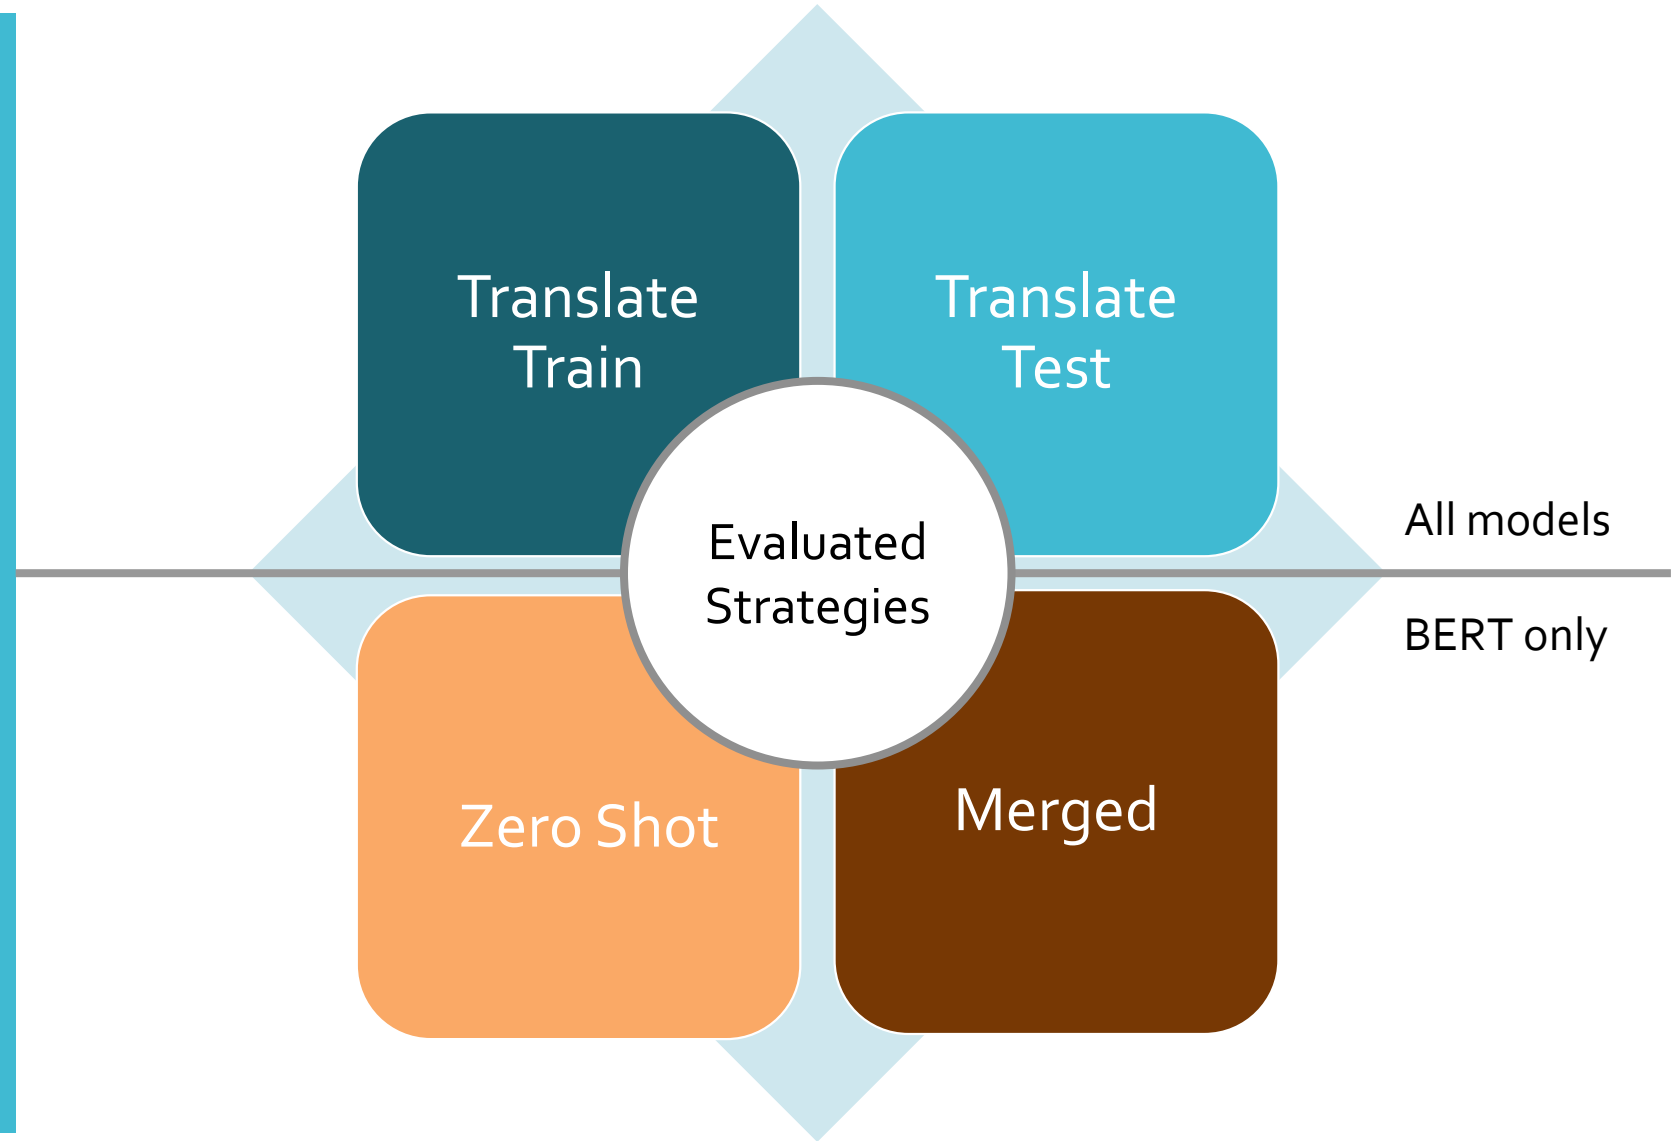 Translate
Train
Translate
Test
Evaluated
Strategies
All models
BERT only
Zero Shot
Merged